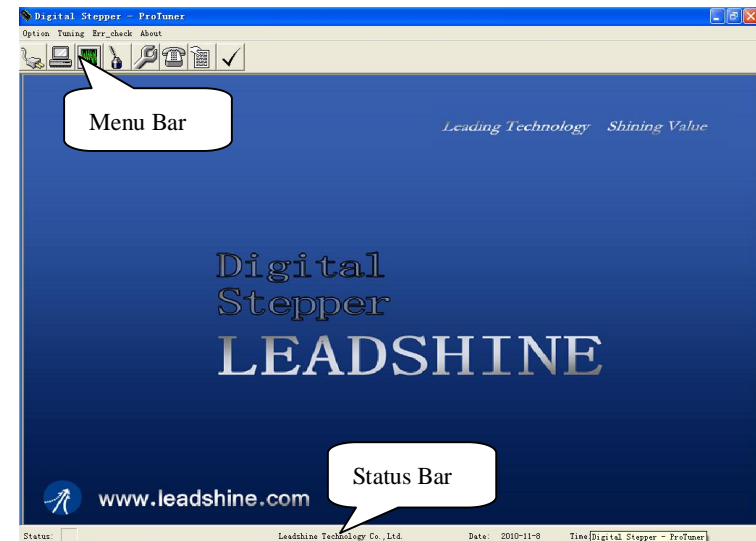 Digital Stepper - ProTuner
Option Tuning Err_check About
Menu Bar
Leading Technology Shining Value
Digital
Stepper
LEADSHINE
Status Bar
www.leadshine.com
Status: Leadshine Technology Co.,Ltd. Date: 2010-11-8 Time: Digital Stepper - ProTuner